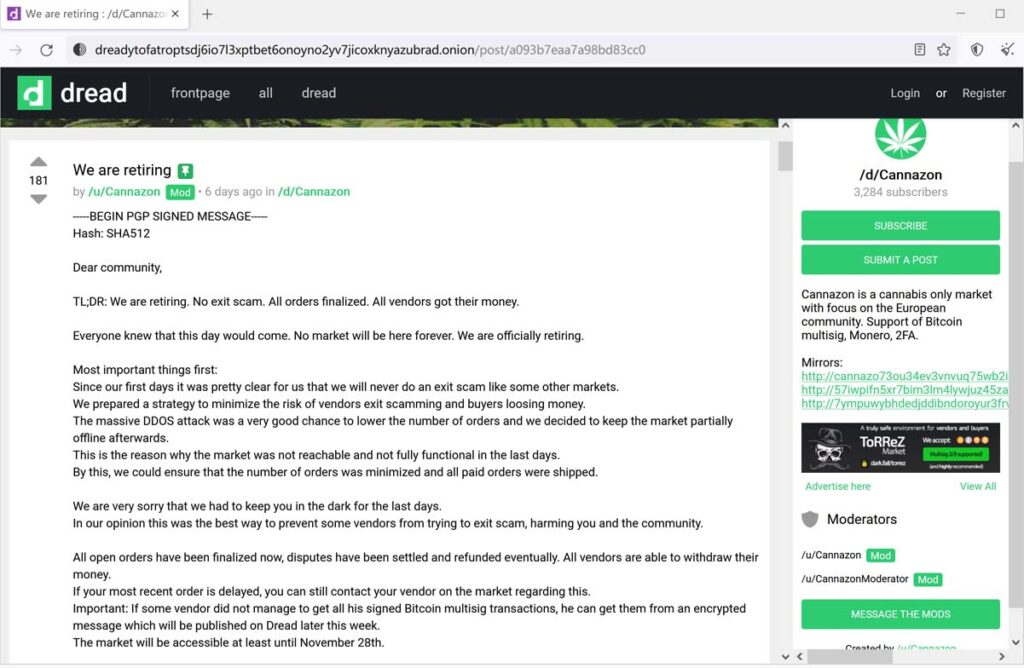 We are retiring : /d/Cannazo
dreadytofatroptsdj6io7l3xptbet6onoyno2yv7jicoxknyazubrad.onion/post/a093b7eaa7a98bd83cc0
dread
frontpage
all
dread
Login or Register
We are retiring
181
by /u/Cannazon Mod • 6 days ago in /d/Cannazon
-----BEGIN PGP SIGNED MESSAGE-----
Hash: SHA512
Dear community,
TL;DR: We are retiring. No exit scam. All orders finalized. All vendors got their money.
Everyone knew that this day would come. No market will be here forever. We are officially retiring.
Most important things first:
Since our first days it was pretty clear for us that we will never do an exit scam like some other markets.
We prepared a strategy to minimize the risk of vendors exit scamming and buyers loosing money.
The massive DDOS attack was a very good chance to lower the number of orders and we decided to keep the market partially
offline afterwards.
This is the reason why the market was not reachable and not fully functional in the last days.
By this, we could ensure that the number of orders was minimized and all paid orders were shipped.
We are very sorry that we had to keep you in the dark for the last days.
In our opinion this was the best way to prevent some vendors from trying to exit scam, harming you and the community.
All open orders have been finalized now, disputes have been settled and refunded eventually. All vendors are able to withdraw their
money.
If your most recent order is delayed, you can still contact your vendor on the market regarding this.
Important: If some vendor did not manage to get all his signed Bitcoin multisig transactions, he can get them from an encrypted
message which will be published on Dread later this week.
The market will be accessible at least until November 28th.
/d/Cannazon
3,284 subscribers
SUBSCRIBE
SUBMIT A POST
Cannazon is a cannabis only market
with focus on the European
community. Support of Bitcoin
multisig, Monero, 2FA.
Mirrors:
http://cannazo73ou34ev3vnvuq75wb2i
http://57iwpifn5xr7bim3lm4lywjuz45za
http://7ympuwybhdedjddibndoroyur3frv
A truly safe environment for vendors and buyers
ToRReZ
Market
We accept:
Multisig 2/3 supported!
dark.fail/torrez
(and highly recommended)
Advertise here
View All
Moderators
/u/Cannazon Mod
/u/CannazonModerator Mod
MESSAGE THE MODS
Created by /u/Cannazon